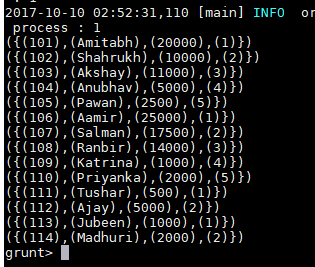 2017-10-10 02:52:31,110 [main] INFO  or
 process : 1
({(101),(Amitabh),(20000),(1)})
({(102),(Shahrukh),(10000),(2)})
({(103),(Akshay),(11000),(3)})
({(104),(Anubhav),(5000),(4)})
({(105),(Pawan),(2500),(5)})
({(106),(Aamir),(25000),(1)})
({(107),(Salman),(17500),(2)})
({(108),(Ranbir),(14000),(3)})
({(109),(Katrina),(1000),(4)})
({(110),(Priyanka),(2000),(5)})
({(111),(Tushar),(500),(1)})
({(112),(Ajay),(5000),(2)})
({(113),(Jubeen),(1000),(1)})
({(114),(Madhuri),(2000),(2)})
grunt>